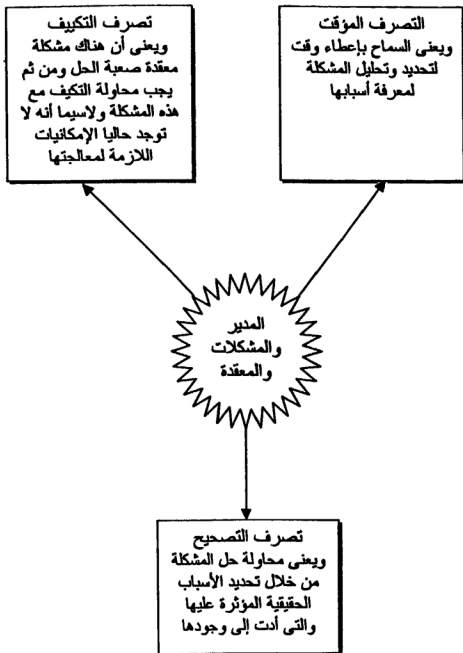 التصرف المؤقت
ويعنى السماح بإعطاء وقت
لتحديد وتحليل المشكلة
لمعرفة أسبابها
تصرف التكييف
ويعنى أن هناك مشكلة
معقدة صعبة الحل ومن ثم
يجب محاولة التكيف مع
هذه المشكلة ولاسيما أنه لا
توجد حاليا الإمكانيات
اللازمة لمعالجتها
المدير
والمشكلات
والمعقدة
تصرف التصحيح
ويعنى محاولة حل المشكلة
من خلال تحديد الأسباب
الحقيقية المؤثرة عليها
والتى أدت إلى وجودها